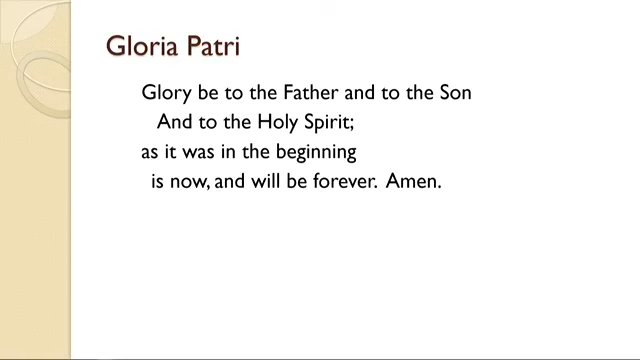 Gloria Patri
Glory be to the Father and to the Son
And to the Holy Spirit;
as it was in the beginning
is now, and will be forever.  Amen.